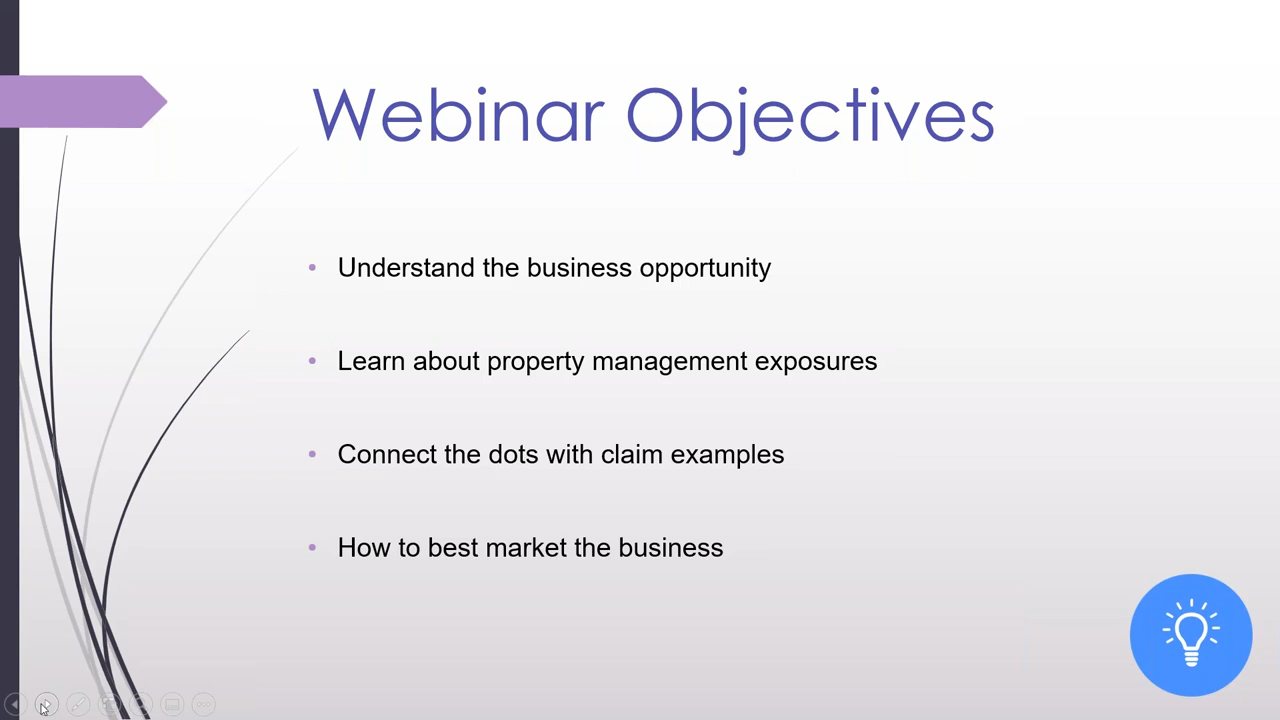 Webinar Objectives
• Understand the business opportunity
• Learn about property management exposures
• Connect the dots with claim examples
• How to best market the business